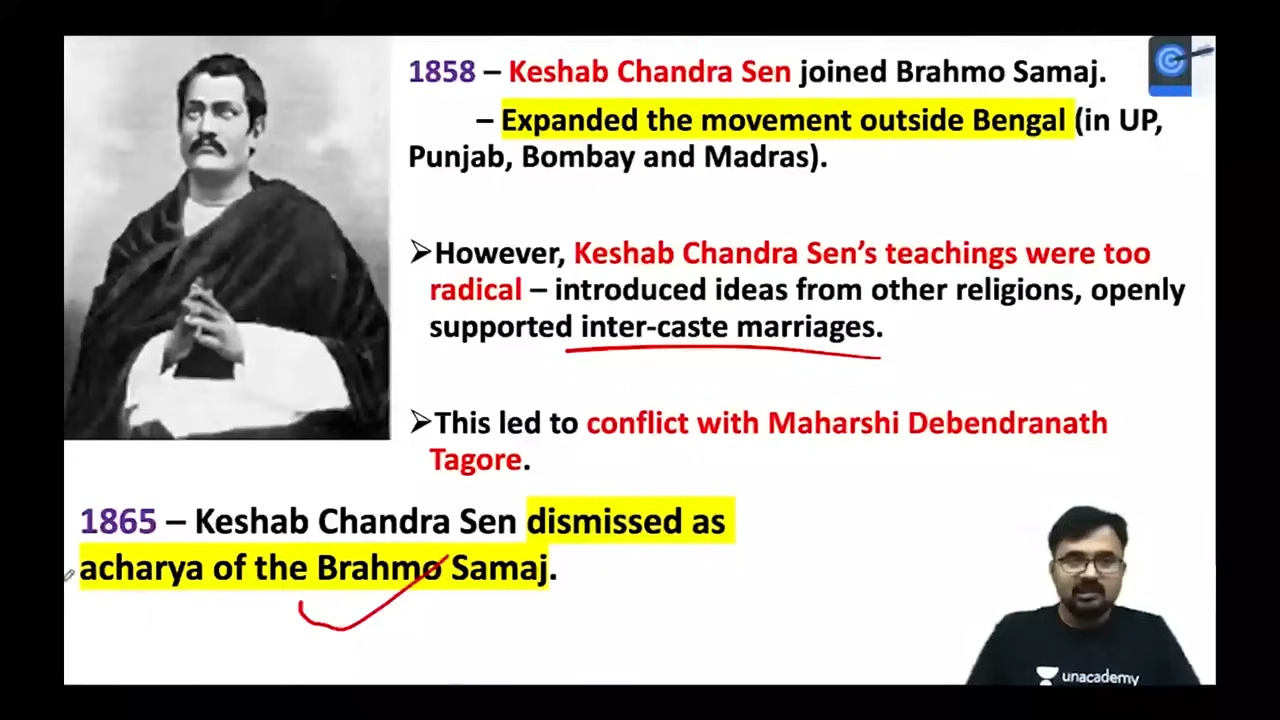 1858 – Keshab Chandra Sen joined Brahmo Samaj.
– Expanded the movement outside Bengal (in UP,
Punjab, Bombay and Madras).
➢However, Keshab Chandra Sen’s teachings were too
radical – introduced ideas from other religions, openly
supported inter-caste marriages.
➢This led to conflict with Maharshi Debendranath
Tagore.
1865 – Keshab Chandra Sen dismissed as
acharya of the Brahmo Samaj.
unacademy